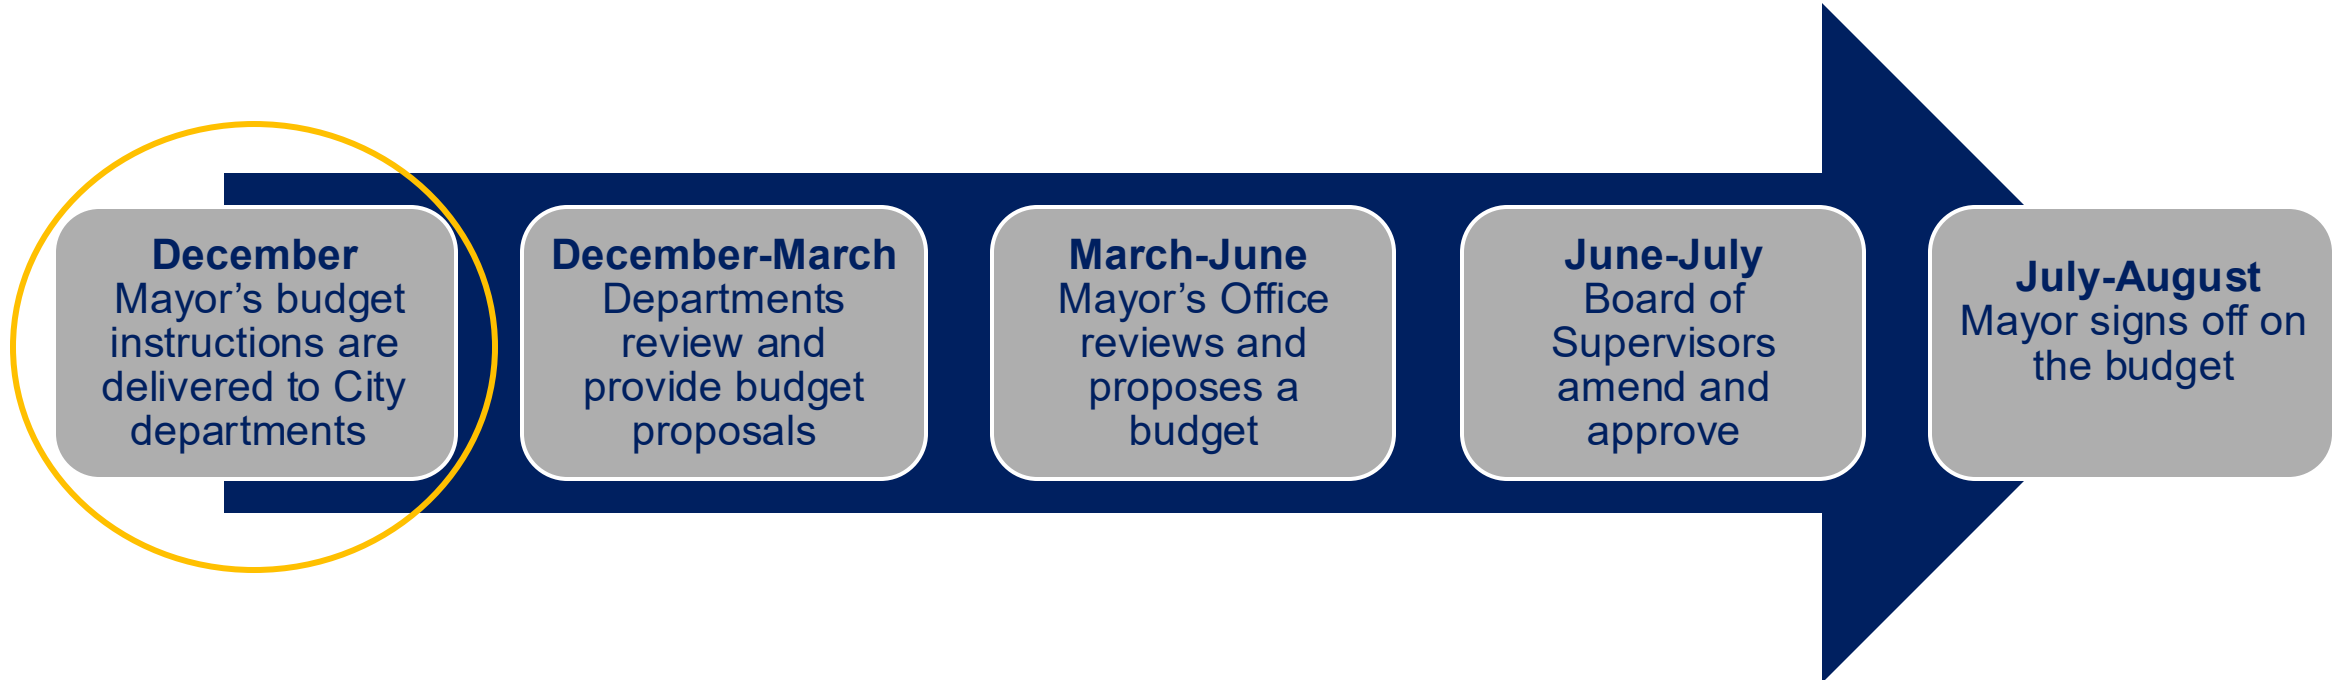 December
Mayor’s budget
instructions are
delivered to City
departments
December-March
Departments
review and
provide budget
proposals
March-June
Mayor’s Office
reviews and
proposes a
budget
June-July
Board of
Supervisors
amend and
approve
July-August
Mayor signs off on
the budget